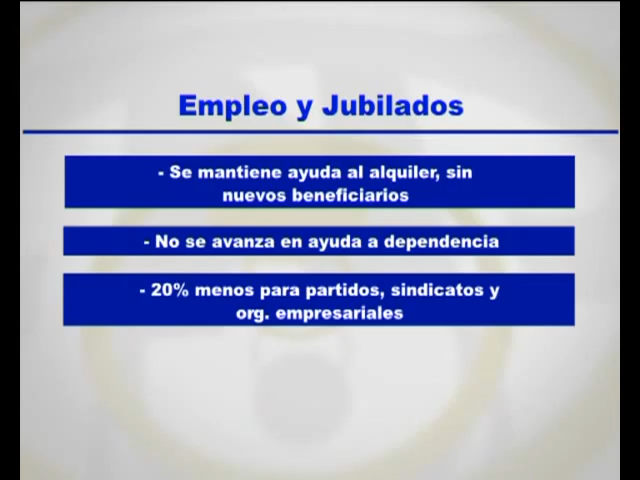 Empleo y Jubilados
- Se mantiene ayuda al alquiler, sin
nuevos beneficiarios
- No se avanza en ayuda a dependencia
- 20% menos para partidos, sindicatos y
org. empresariales